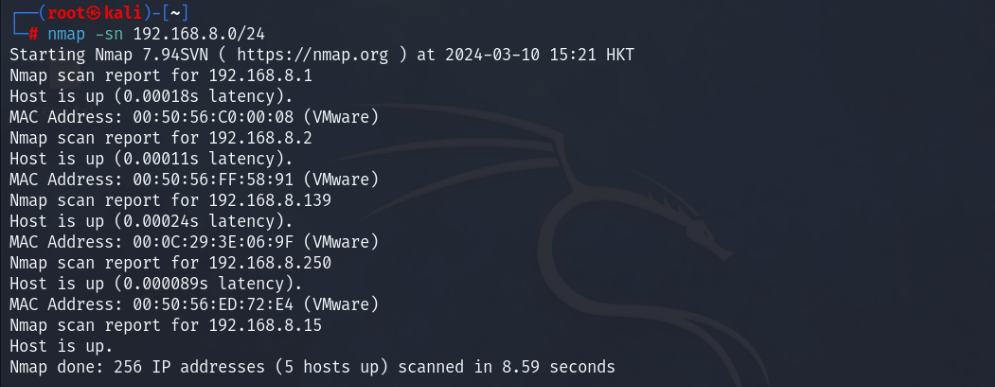 ┌──(root㉿kali)-[~]
└─# nmap -sn 192.168.8.0/24
Starting Nmap 7.94SVN ( https://nmap.org ) at 2024-03-10 15:21 HKT
Nmap scan report for 192.168.8.1
Host is up (0.00018s latency).
MAC Address: 00:50:56:C0:00:08 (VMware)
Nmap scan report for 192.168.8.2
Host is up (0.00011s latency).
MAC Address: 00:50:56:FF:58:91 (VMware)
Nmap scan report for 192.168.8.139
Host is up (0.00024s latency).
MAC Address: 00:0C:29:3E:06:9F (VMware)
Nmap scan report for 192.168.8.250
Host is up (0.000089s latency).
MAC Address: 00:50:56:ED:72:E4 (VMware)
Nmap scan report for 192.168.8.15
Host is up.
Nmap done: 256 IP addresses (5 hosts up) scanned in 8.59 seconds